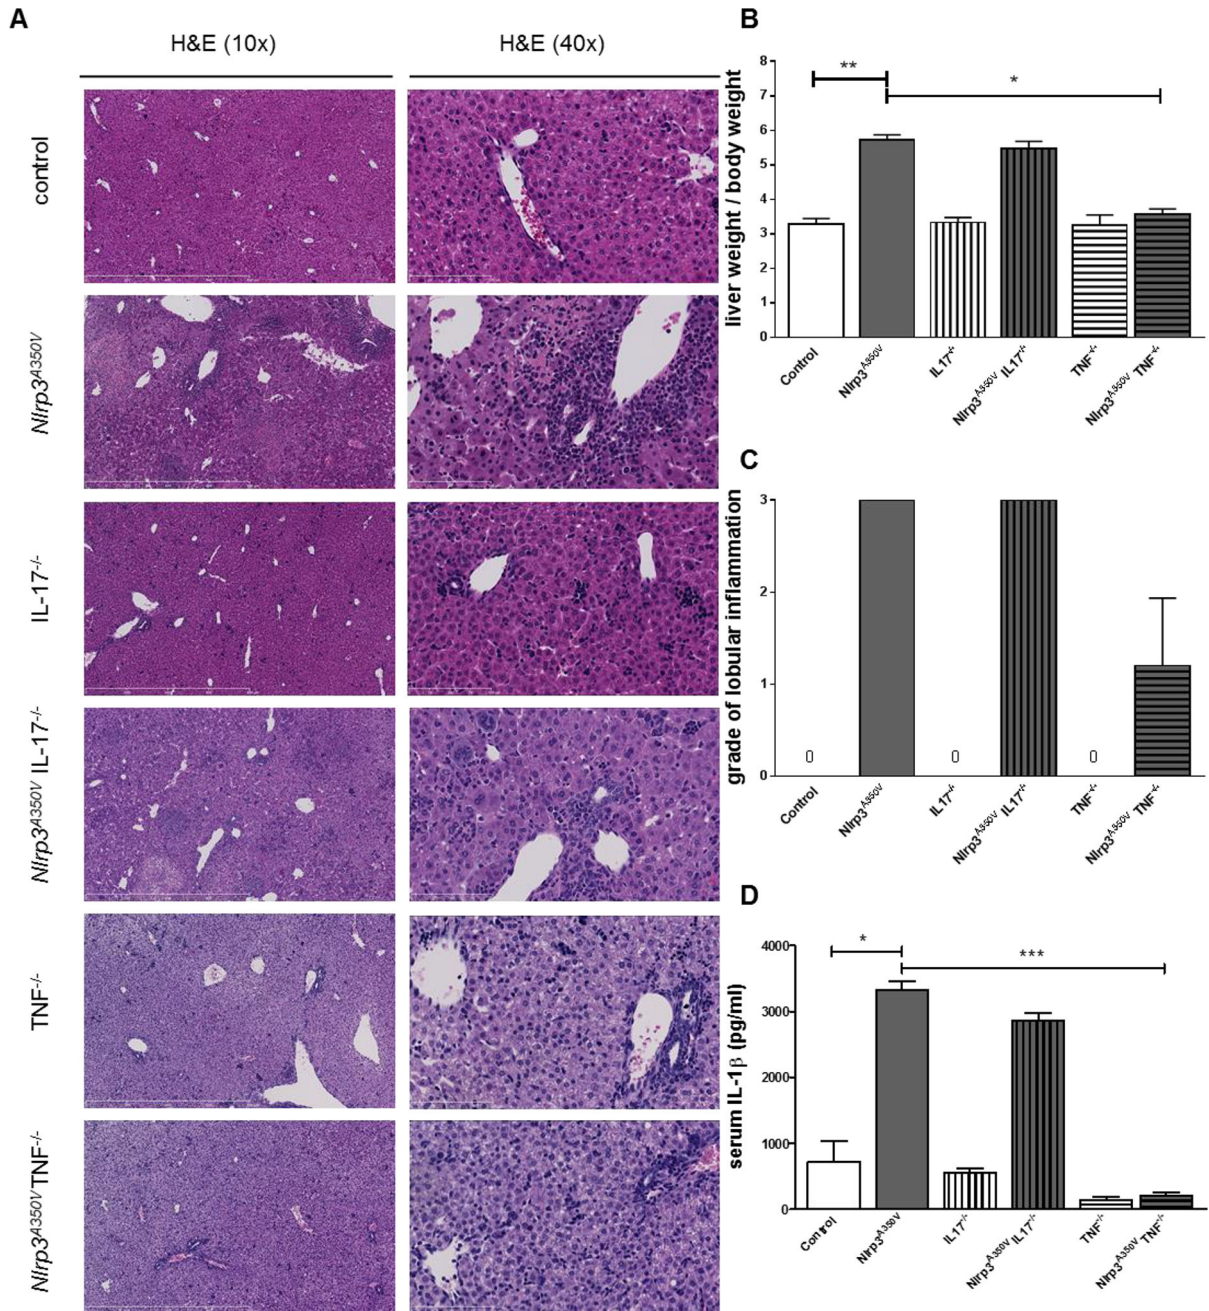 A
H&E (10x)
H&E (40x)
control
Nlrp3A350V
IL-17-/-
Nlrp3A350V IL-17-/-
TNF-/-
Nlrp3A350V TNF-/-
B
liver weight / body weight
8
7
6
5
4
3
2
1
0
**
*
Control
Nlrp3A350V
IL17-/-
Nlrp3A350V IL17-/-
TNF-/-
Nlrp3A350V TNF-/-
C
grade of lobular inflammation
3
2
1
0
0
0
0
Control
Nlrp3A350V
IL17-/-
Nlrp3A350V IL17-/-
TNF-/-
Nlrp3A350V TNF-/-
D
serum IL-1β (pg/ml)
4000
3000
2000
1000
0
*
***
Control
Nlrp3A350V
IL17-/-
Nlrp3A350V IL17-/-
TNF-/-
Nlrp3A350V TNF-/-